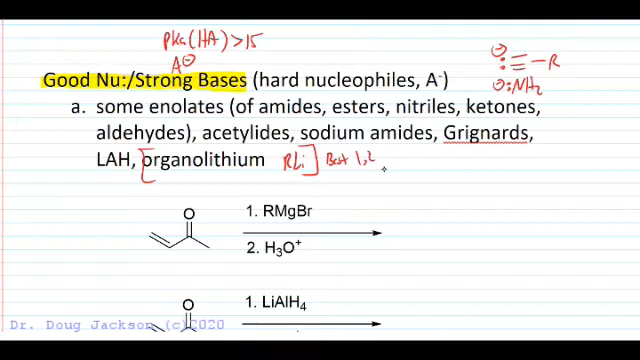 pKa (HA) > 15
A⊖
⊖
:≡−R
⊖:NH2
Good Nu:/Strong Bases (hard nucleophiles, A-)
a. some enolates (of amides, esters, nitriles, ketones,
aldehydes), acetylides, sodium amides, Grignards,
LAH, [organolithium RLi] Best 1,2
O
1. RMgBr
2. H3O+
O
1. LiAlH4
Dr. Doug Jackson (c)2020